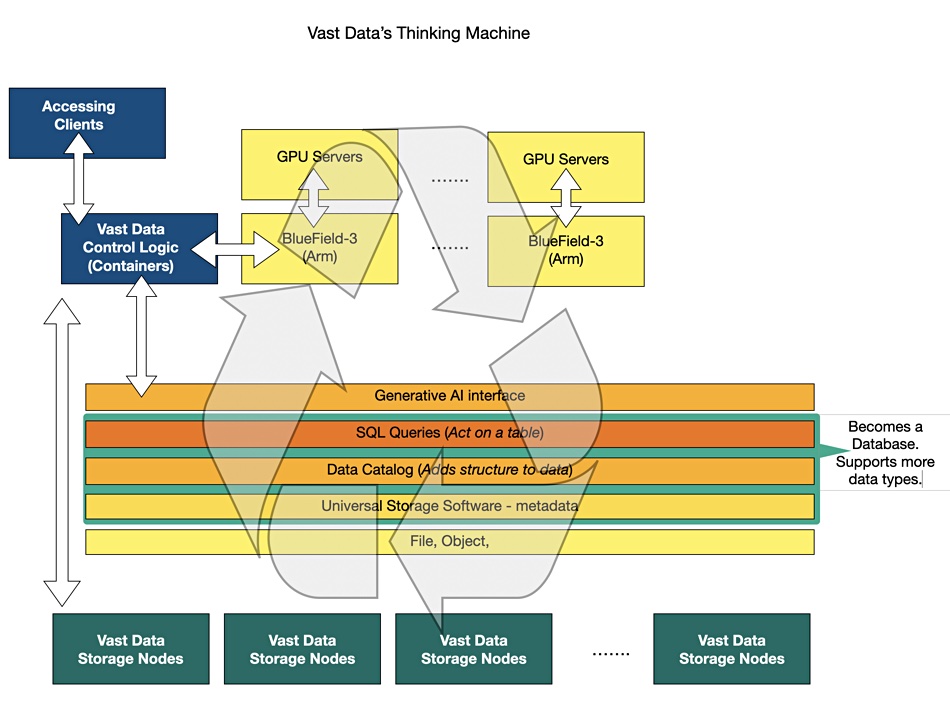 Vast Data's Thinking Machine
Accessing
Clients
GPU Servers
.......
GPU Servers
Vast Data
Control Logic
(Containers)
BlueField-3
(Arm)
.......
BlueField-3
(Arm)
Generative AI interface
SQL Queries (Act on a table)
Data Catalog (Adds structure to data)
Universal Storage Software - metadata
File, Object,
Becomes a
Database.
Supports more
data types.
Vast Data
Storage Nodes
Vast Data
Storage Nodes
Vast Data
Storage Nodes
.......
Vast Data
Storage Nodes